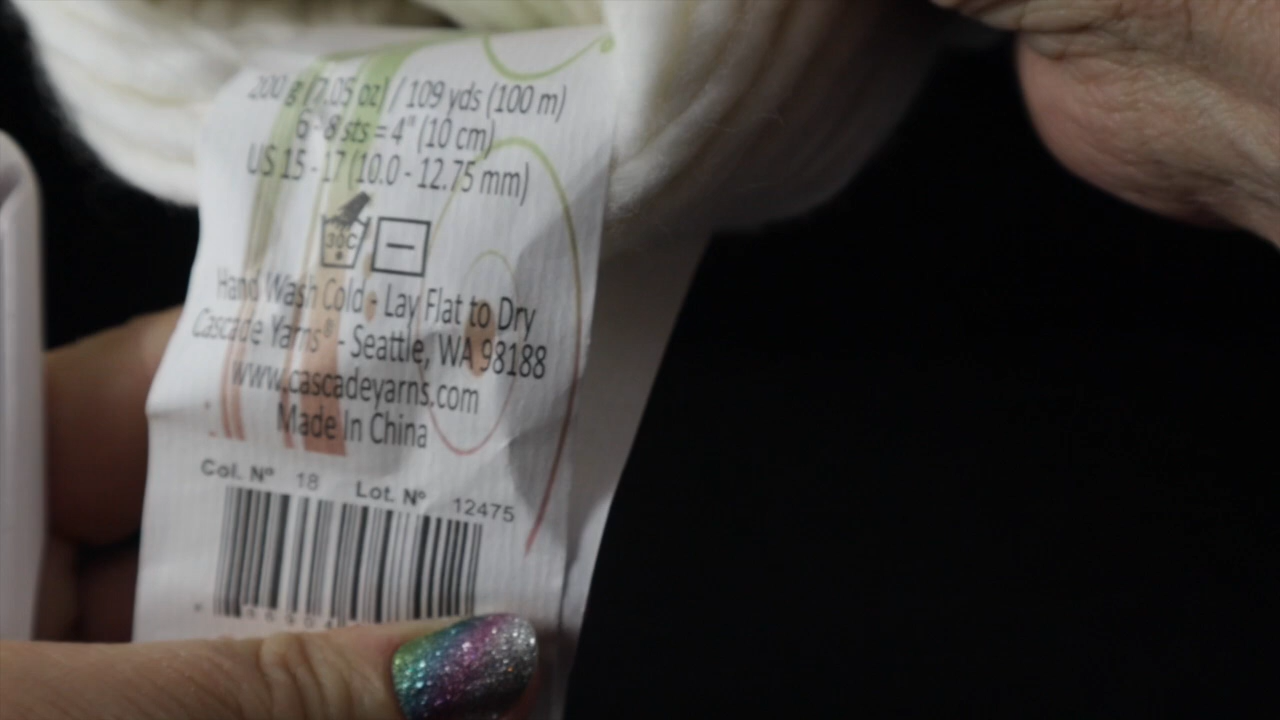 200 g (7.05 oz) / 109 yds (100 m)
6 - 8 sts = 4" (10 cm)
US 15 - 17 (10.0 - 12.75 mm)
30C
Hand Wash Cold - Lay Flat to Dry
Cascade Yarns® - Seattle, WA 98188
www.cascadeyarns.com
Made In China
Col. Nº 18 Lot. Nº 12475